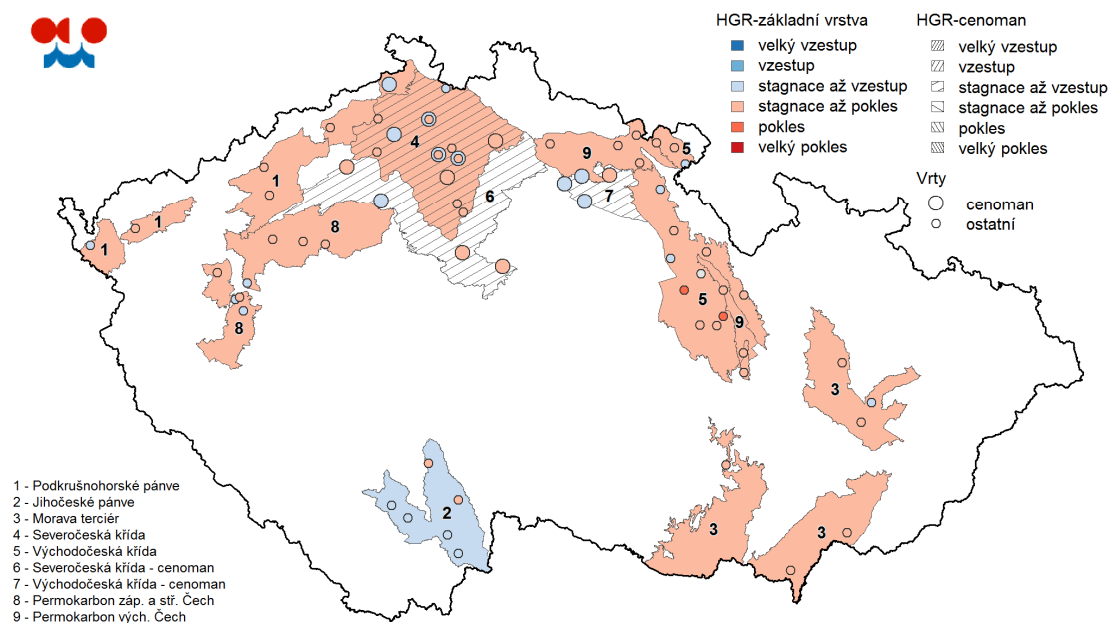 HGR-základní vrstva
velký vzestup
vzestup
stagnace až vzestup
stagnace až pokles
pokles
velký pokles
HGR-cenoman
velký vzestup
vzestup
stagnace až vzestup
stagnace až pokles
pokles
velký pokles
Vrty
cenoman
ostatní
4
9
5
1
6
7
1
8
1
5
9
8
3
2
3
3
1 - Podkrušnohorské pánve
2 - Jihočeské pánve
3 - Morava terciér
4 - Severočeská křída
5 - Východočeská křída
6 - Severočeská křída - cenoman
7 - Východočeská křída - cenoman
8 - Permokarbon záp. a stř. Čech
9 - Permokarbon vých. Čech